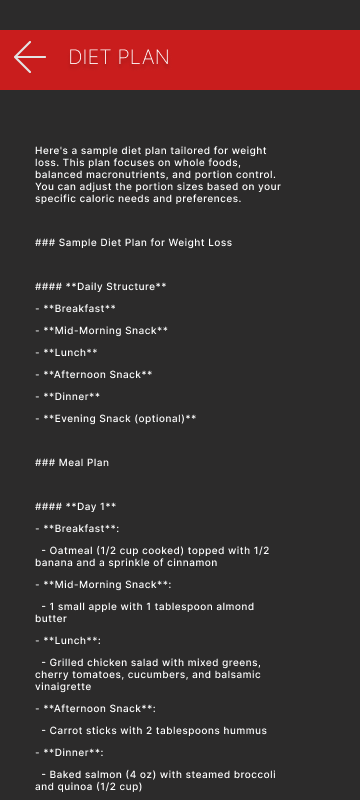 DIET PLAN
Here's a sample diet plan tailored for weight
loss. This plan focuses on whole foods,
balanced macronutrients, and portion control.
You can adjust the portion sizes based on your
specific caloric needs and preferences.
### Sample Diet Plan for Weight Loss
#### **Daily Structure**
- **Breakfast**
- **Mid-Morning Snack**
- **Lunch**
- **Afternoon Snack**
- **Dinner**
- **Evening Snack (optional)**
### Meal Plan
#### **Day 1**
- **Breakfast**:
- Oatmeal (1/2 cup cooked) topped with 1/2
banana and a sprinkle of cinnamon
- **Mid-Morning Snack**:
- 1 small apple with 1 tablespoon almond
butter
- **Lunch**:
- Grilled chicken salad with mixed greens,
cherry tomatoes, cucumbers, and balsamic
vinaigrette
- **Afternoon Snack**:
- Carrot sticks with 2 tablespoons hummus
- **Dinner**:
- Baked salmon (4 oz) with steamed broccoli
and quinoa (1/2 cup)